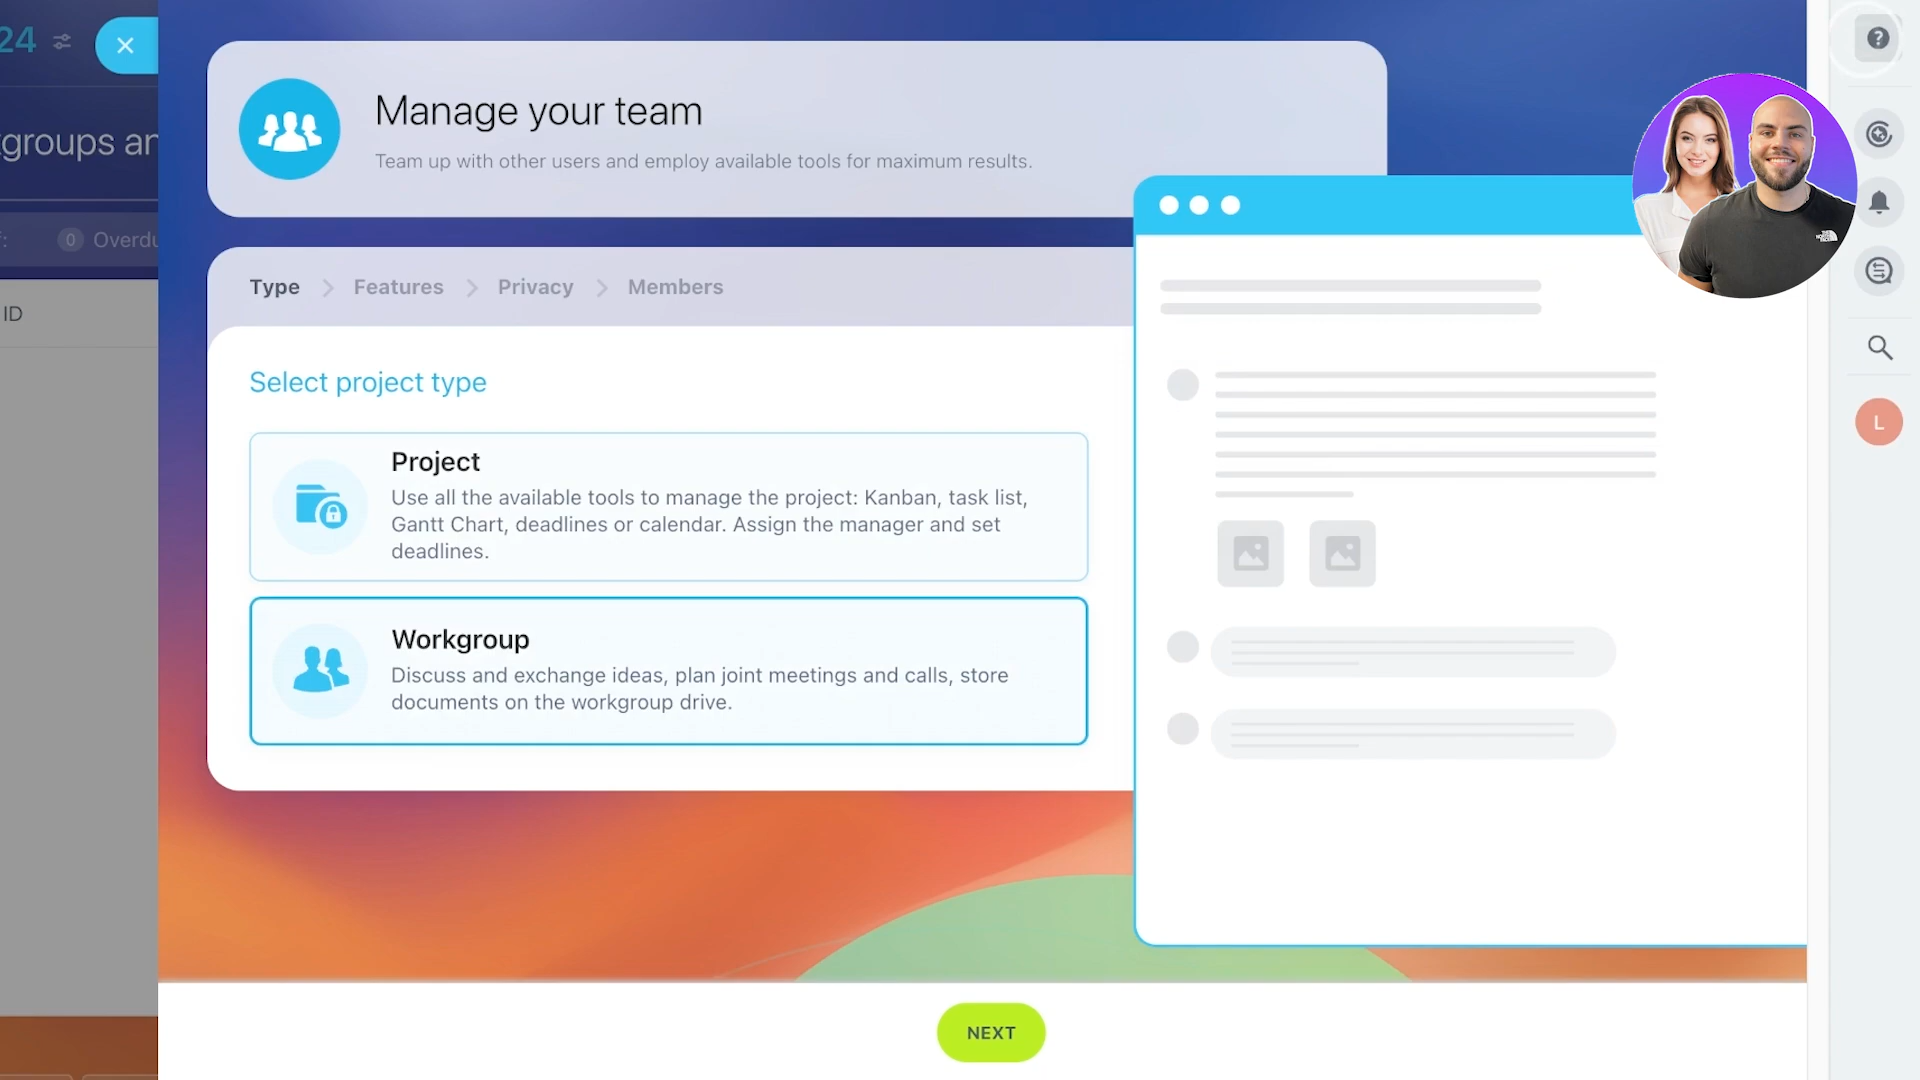 24
Manage your team
Team up with other users and employ available tools for maximum results.
groups an
0 Overdu
ID
Type Features Privacy Members
Select project type
Project
Use all the available tools to manage the project: Kanban, task list,
Gantt Chart, deadlines or calendar. Assign the manager and set
deadlines.
Workgroup
Discuss and exchange ideas, plan joint meetings and calls, store
documents on the workgroup drive.
NEXT
L